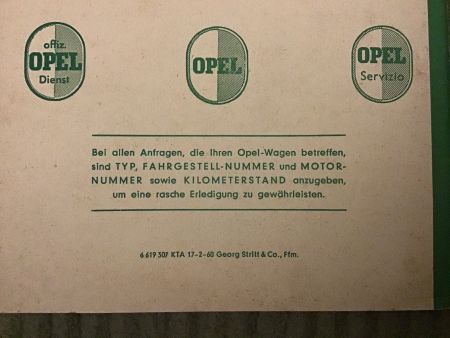 offiz.
OPEL
Dienst
OPEL
OPEL
Servizio
Bei allen Anfragen, die Ihren Opel-Wagen betreffen,
sind TYP, FAHRGESTELL-NUMMER und MOTOR-
NUMMER sowie KILOMETERSTAND anzugeben,
um eine rasche Erledigung zu gewährleisten.
6 619 307 KTA 17-2-60 Georg Stritt & Co., Ffm.